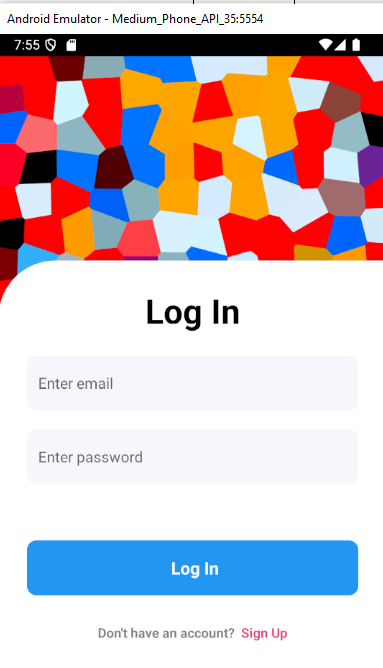 Android Emulator - Medium_Phone_API_35:5554
7:55
Log In
Enter email
Enter password
Log In
Don't have an account? Sign Up